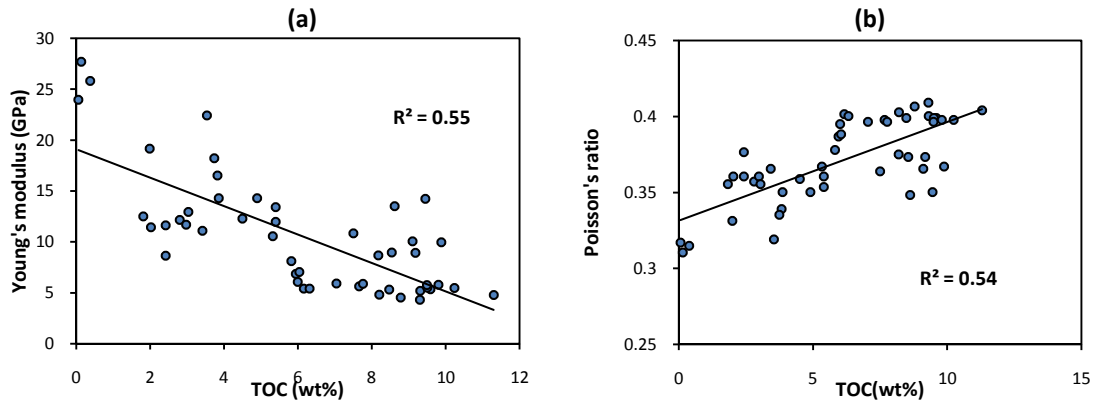 (a)
30
25
20
15
10
5
0
Young's modulus (GPa)
R² = 0.55
0 2 4 6 8 10 12
TOC (wt%)
(b)
0.45
0.4
0.35
0.3
0.25
Poisson's ratio
R² = 0.54
0 5 10 15
TOC(wt%)